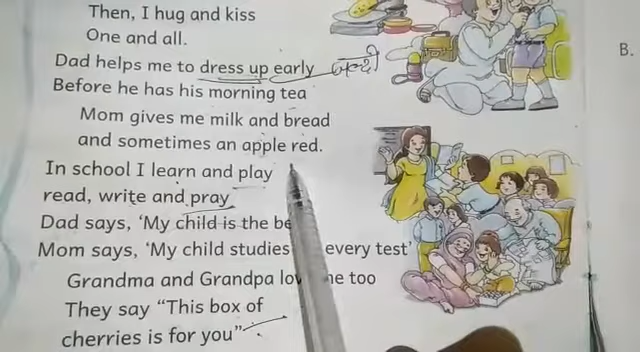 Then, I hug and kiss
One and all.
Dad helps me to dress up early जल्दी
Before he has his morning tea
Mom gives me milk and bread
and sometimes an apple red.
In school I learn and play
read, write and pray
Dad says, 'My child is the be
Mom says, 'My child studies every test'
Grandma and Grandpa lov me too
They say "This box of
cherries is for you"
B.